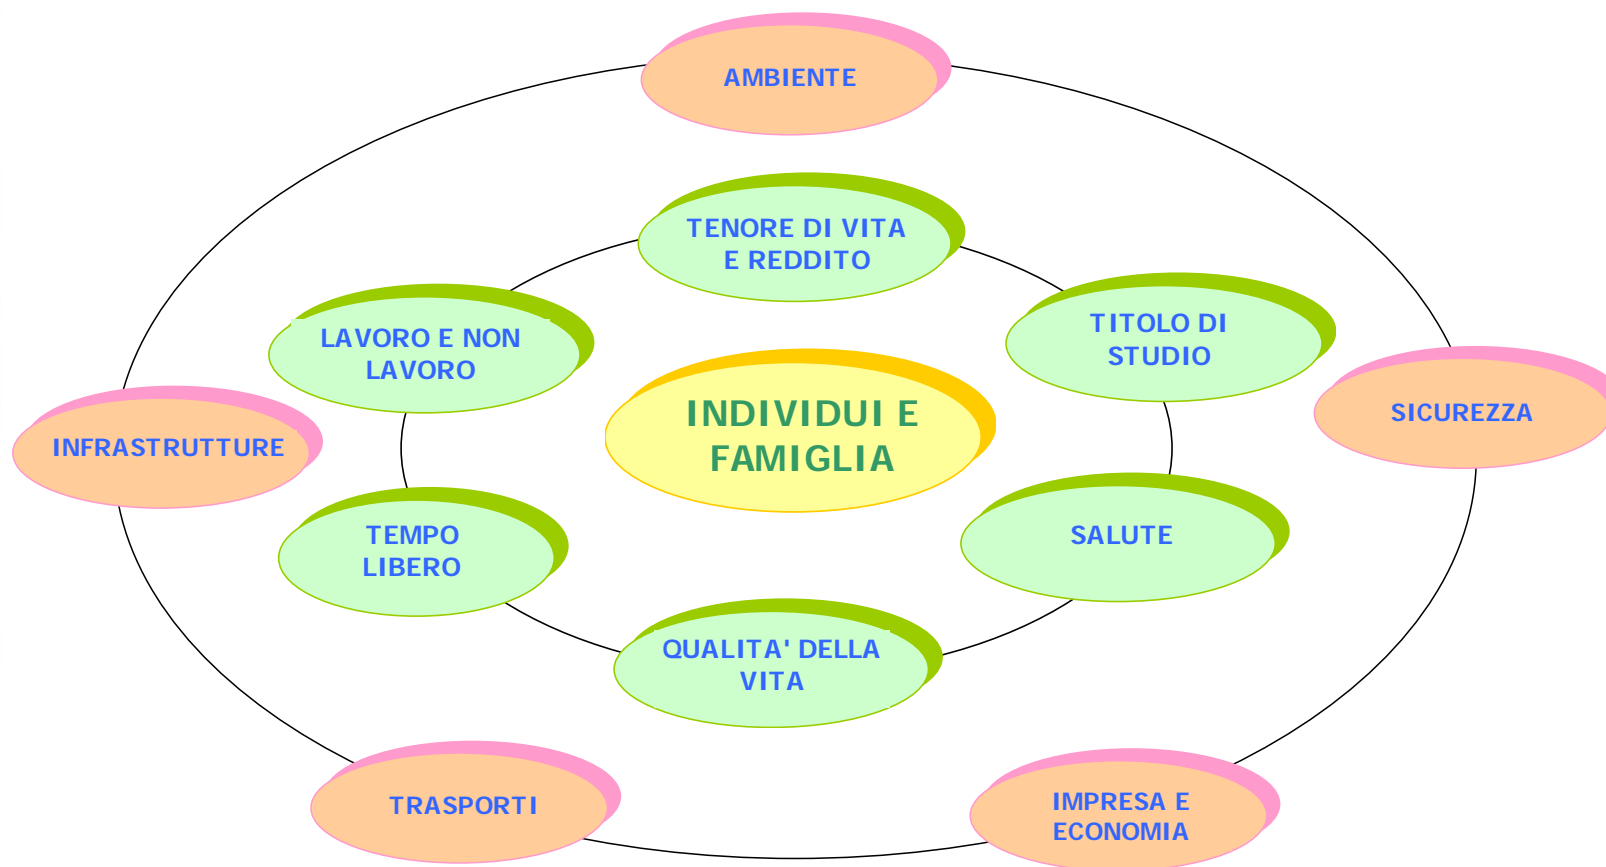 AMBIENTE
TENORE DI VITA
E REDDITO
TITOLO DI
STUDIO
LAVORO E NON
LAVORO
INDIVIDUI E
FAMIGLIA
SICUREZZA
INFRASTRUTTURE
TEMPO
LIBERO
SALUTE
QUALITA' DELLA
VITA
TRASPORTI
IMPRESA E
ECONOMIA